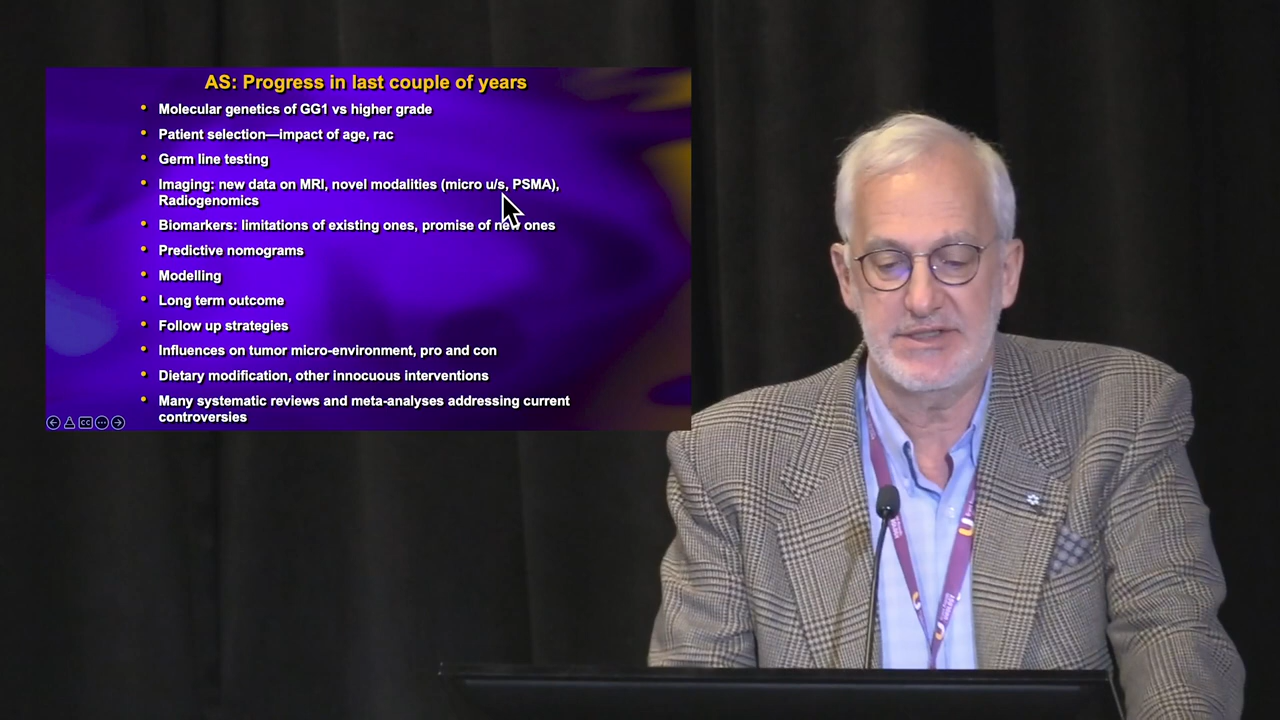 AS: Progress in last couple of years
• Molecular genetics of GG1 vs higher grade
• Patient selection—impact of age, rac
• Germ line testing
• Imaging: new data on MRI, novel modalities (micro u/s, PSMA),
Radiogenomics
• Biomarkers: limitations of existing ones, promise of new ones
• Predictive nomograms
• Modelling
• Long term outcome
• Follow up strategies
• Influences on tumor micro-environment, pro and con
• Dietary modification, other innocuous interventions
• Many systematic reviews and meta-analyses addressing current
controversies
CC